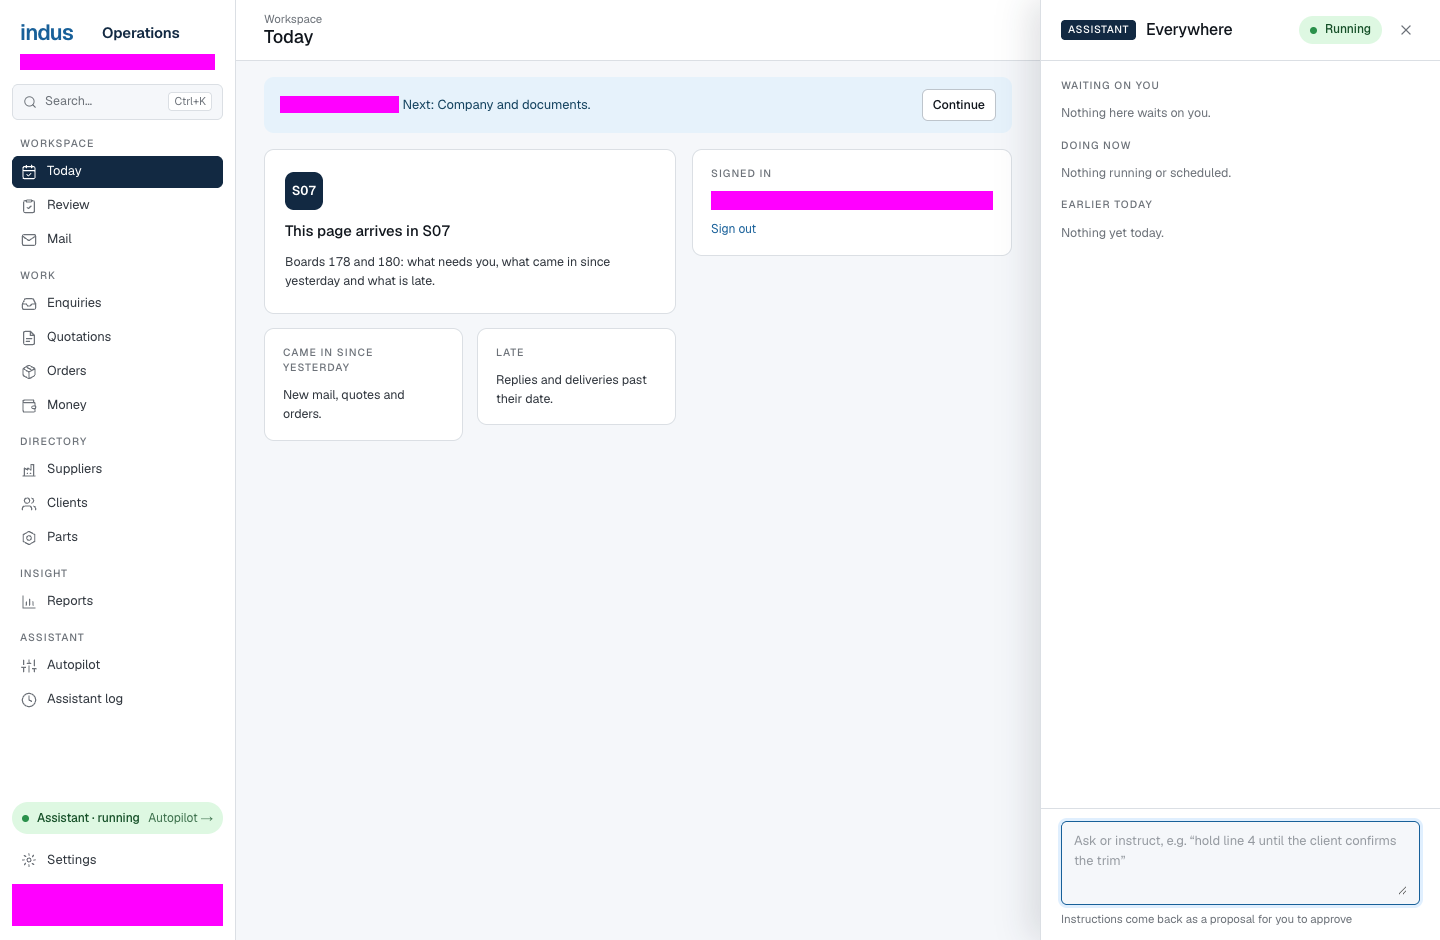 indus Operations
Search... Ctrl+K
WORKSPACE
Today
Review
Mail
WORK
Enquiries
Quotations
Orders
Money
DIRECTORY
Suppliers
Clients
Parts
INSIGHT
Reports
ASSISTANT
Autopilot
Assistant log
Assistant · running Autopilot →
Settings
Workspace
Today
Next: Company and documents. Continue
S07
This page arrives in S07
Boards 178 and 180: what needs you, what came in since
yesterday and what is late.
CAME IN SINCE
YESTERDAY
New mail, quotes and
orders.
LATE
Replies and deliveries past
their date.
SIGNED IN
Sign out
ASSISTANT Everywhere Running
WAITING ON YOU
Nothing here waits on you.
DOING NOW
Nothing running or scheduled.
EARLIER TODAY
Nothing yet today.
Ask or instruct, e.g. “hold line 4 until the client confirms
the trim”
Instructions come back as a proposal for you to approve